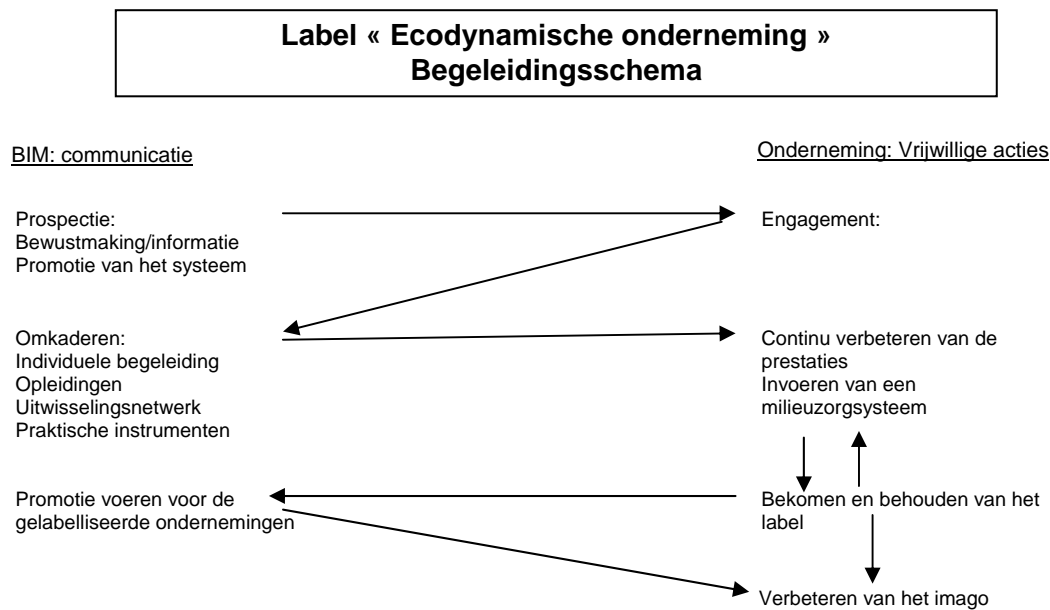 Label « Ecodynamische onderneming »
Begeleidingsschema
BIM: communicatie
Onderneming: Vrijwillige acties
Prospectie:
Bewustmaking/informatie
Promotie van het systeem
Engagement:
Omkaderen:
Individuele begeleiding
Opleidingen
Uitwisselingsnetwerk
Praktische instrumenten
Continu verbeteren van de
prestaties
Invoeren van een
milieuzorgsysteem
Promotie voeren voor de
gelabelliseerde ondernemingen
Bekomen en behouden van het
label
Verbeteren van het imago